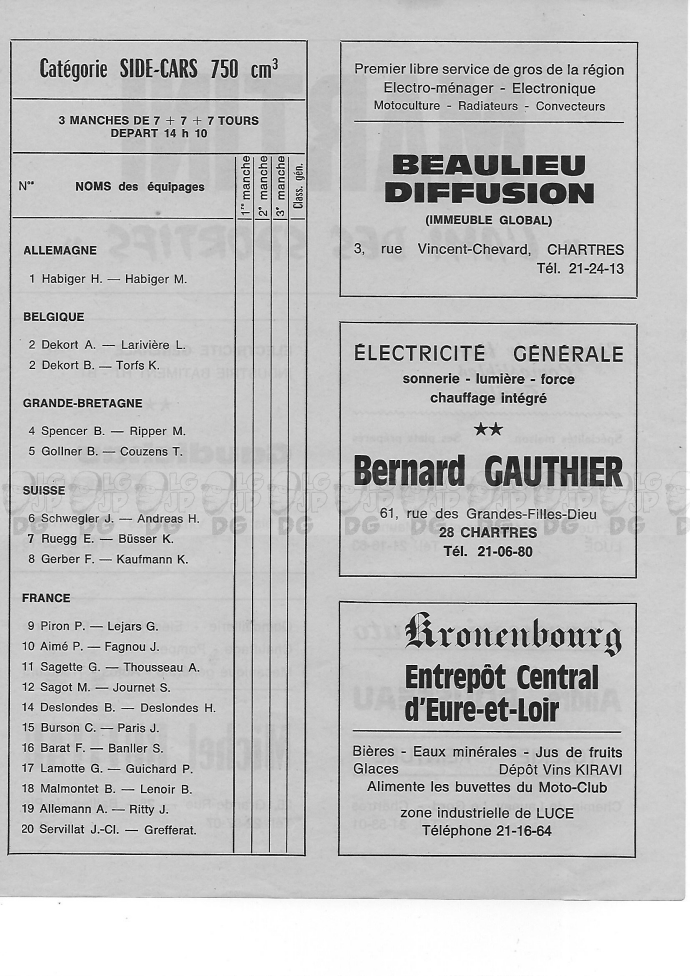 Catégorie SIDE-CARS 750 cm³
3 MANCHES DE 7 + 7 + 7 TOURS
DEPART 14 h 10
Nᵒˢ NOMS des équipages 1ʳᵉ manche 2ᵉ manche 3ᵉ manche Class. gén.
ALLEMAGNE
1 Habiger H. — Habiger M.
BELGIQUE
2 Dekort A. — Larivière L.
2 Dekort B. — Torfs K.
GRANDE-BRETAGNE
4 Spencer B. — Ripper M.
5 Gollner B. — Couzens T.
SUISSE
6 Schwegler J. — Andreas H.
7 Ruegg E. — Büsser K.
8 Gerber F. — Kaufmann K.
FRANCE
9 Piron P. — Lejars G.
10 Aimé P. — Fagnou J.
11 Sagette G. — Thousseau A.
12 Sagot M. — Journet S.
14 Deslondes B. — Deslondes H.
15 Burson C. — Paris J.
16 Barat F. — Banller S.
17 Lamotte G. — Guichard P.
18 Malmontet B. — Lenoir B.
19 Allemann A. — Ritty J.
20 Servillat J.-Cl. — Grefferat.
Premier libre service de gros de la région
Electro-ménager - Electronique
Motoculture - Radiateurs - Convecteurs
BEAULIEU
DIFFUSION
(IMMEUBLE GLOBAL)
3, rue Vincent-Chevard, CHARTRES
Tél. 21-24-13
ÉLECTRICITÉ GÉNÉRALE
sonnerie - lumière - force
chauffage intégré
★★
Bernard GAUTHIER
61, rue des Grandes-Filles-Dieu
28 CHARTRES
Tél. 21-06-80
Kronenbourg
Entrepôt Central
d'Eure-et-Loir
Bières - Eaux minérales - Jus de fruits
Glaces Dépôt Vins KIRAVI
Alimente les buvettes du Moto-Club
zone industrielle de LUCE
Téléphone 21-16-64